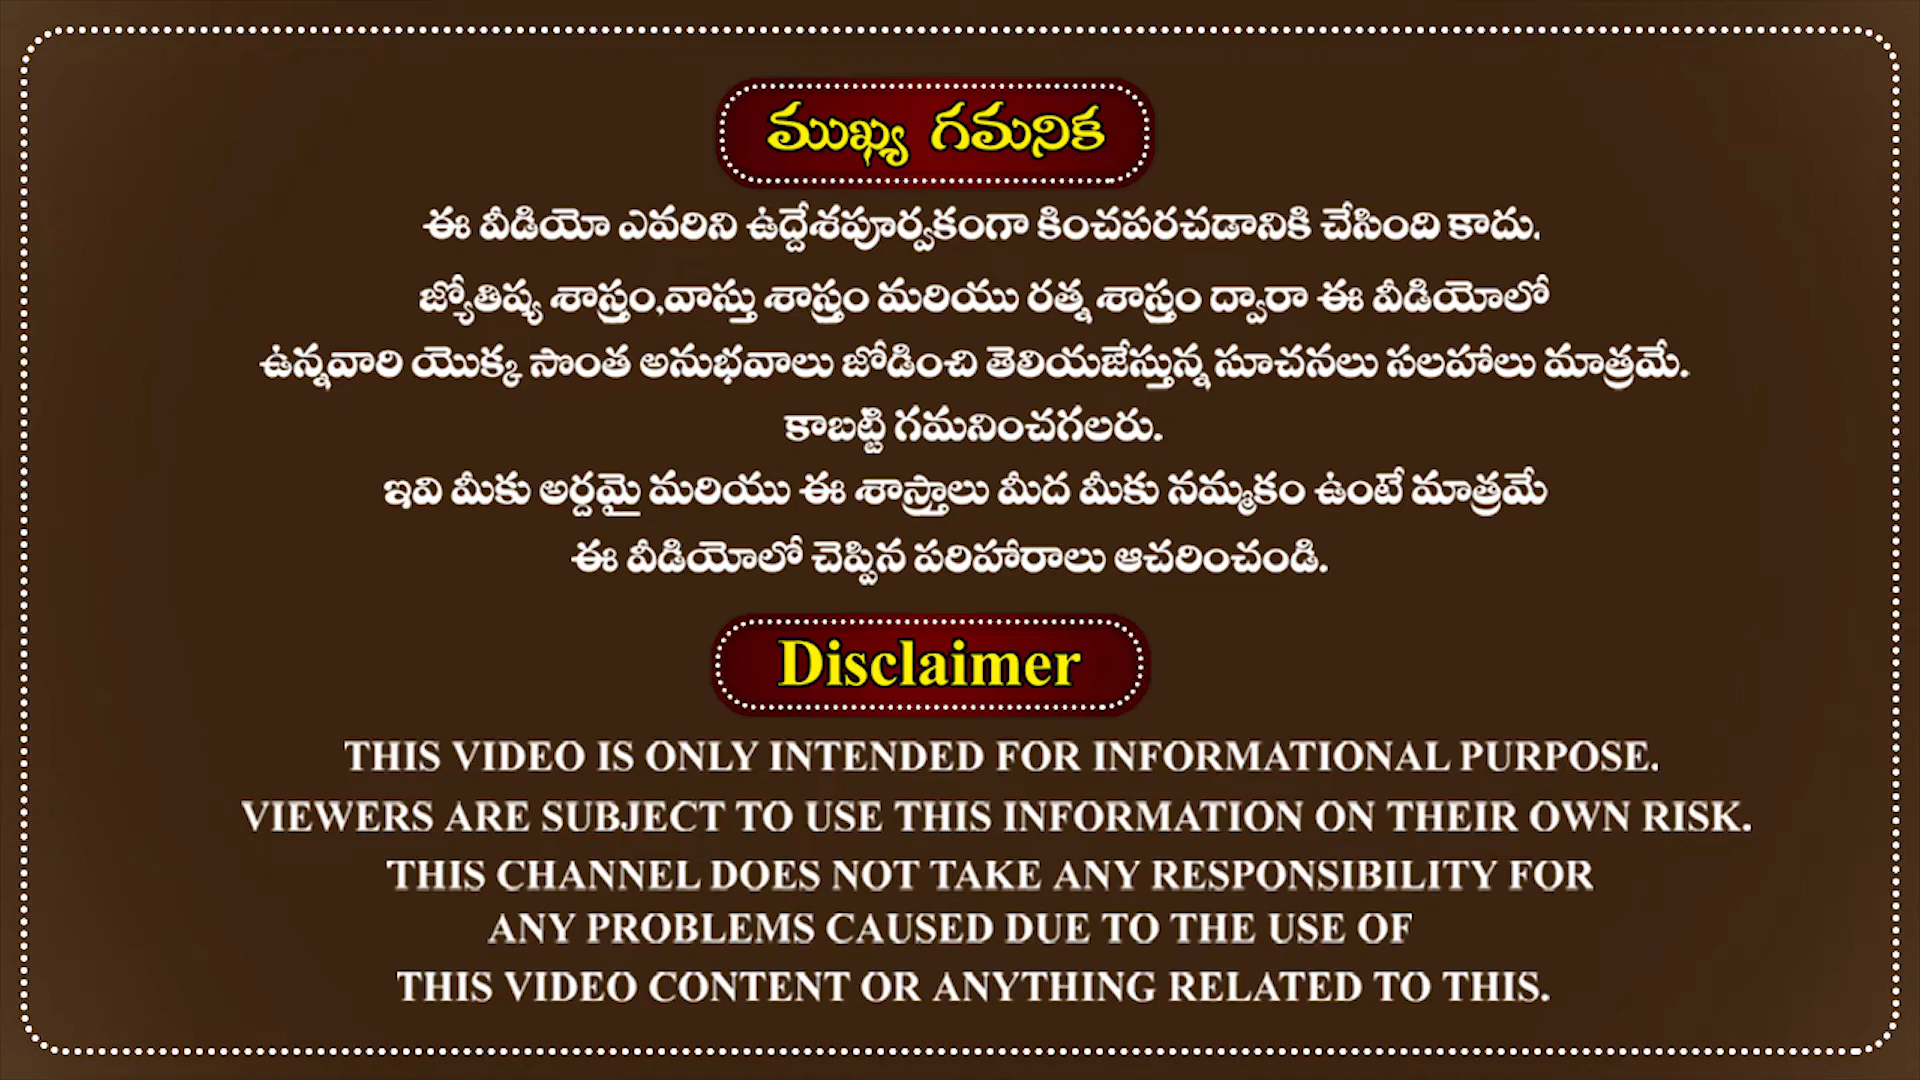 ముఖ్య గమనిక
ఈ వీడియో ఎవరిని ఉద్దేశపూర్వకంగా కించపరచడానికి చేసింది కాదు.
జ్యోతిష్య శాస్త్రం,వాస్తు శాస్త్రం మరియు రత్న శాస్త్రం ద్వారా ఈ వీడియోలో
ఉన్నవారి యొక్క సొంత అనుభవాలు జోడించి తెలియజేస్తున్న సూచనలు సలహాలు మాత్రమే.
కాబట్టి గమనించగలరు.
ఇవి మీకు అర్దమై మరియు ఈ శాస్త్రాలు మీద మీకు నమ్మకం ఉంటే మాత్రమే
ఈ వీడియోలో చెప్పిన పరిహారాలు ఆచరించండి.
Disclaimer
THIS VIDEO IS ONLY INTENDED FOR INFORMATIONAL PURPOSE.
VIEWERS ARE SUBJECT TO USE THIS INFORMATION ON THEIR OWN RISK.
THIS CHANNEL DOES NOT TAKE ANY RESPONSIBILITY FOR
ANY PROBLEMS CAUSED DUE TO THE USE OF
THIS VIDEO CONTENT OR ANYTHING RELATED TO THIS.